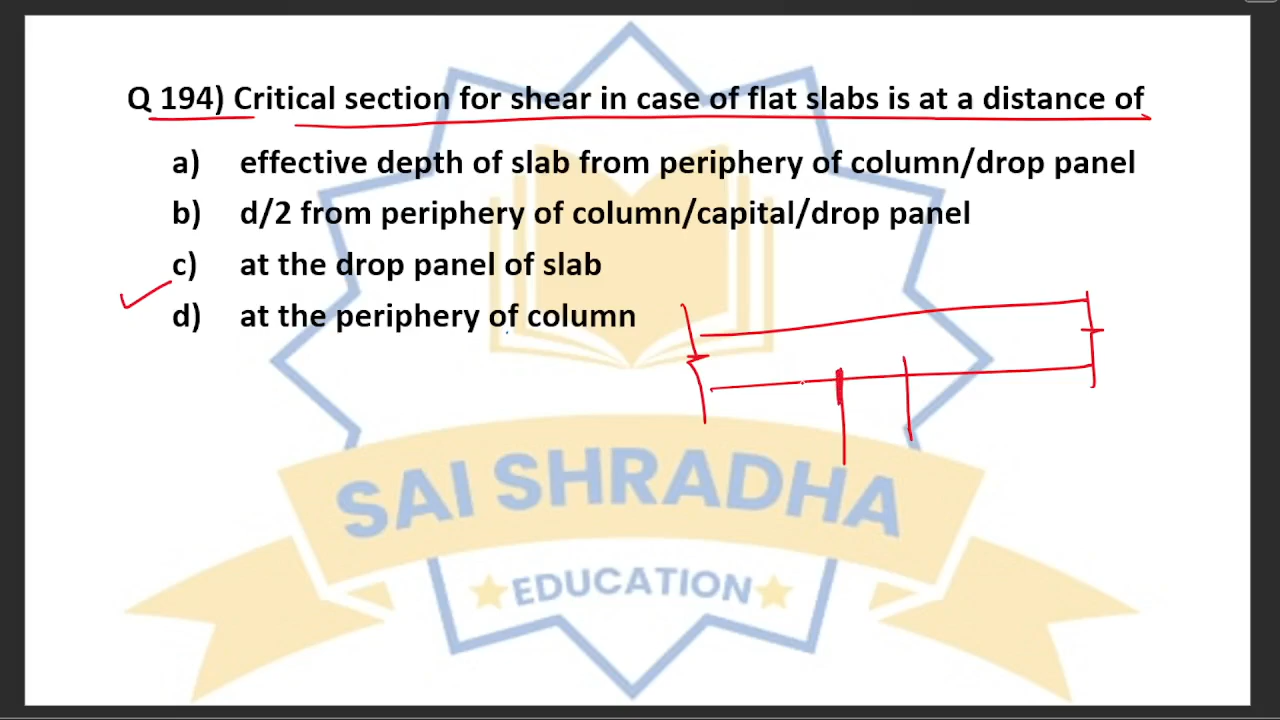 Q 194) Critical section for shear in case of flat slabs is at a distance of
a) effective depth of slab from periphery of column/drop panel
b) d/2 from periphery of column/capital/drop panel
c) at the drop panel of slab
d) at the periphery of column
SAI SHRADHA
EDUCATION